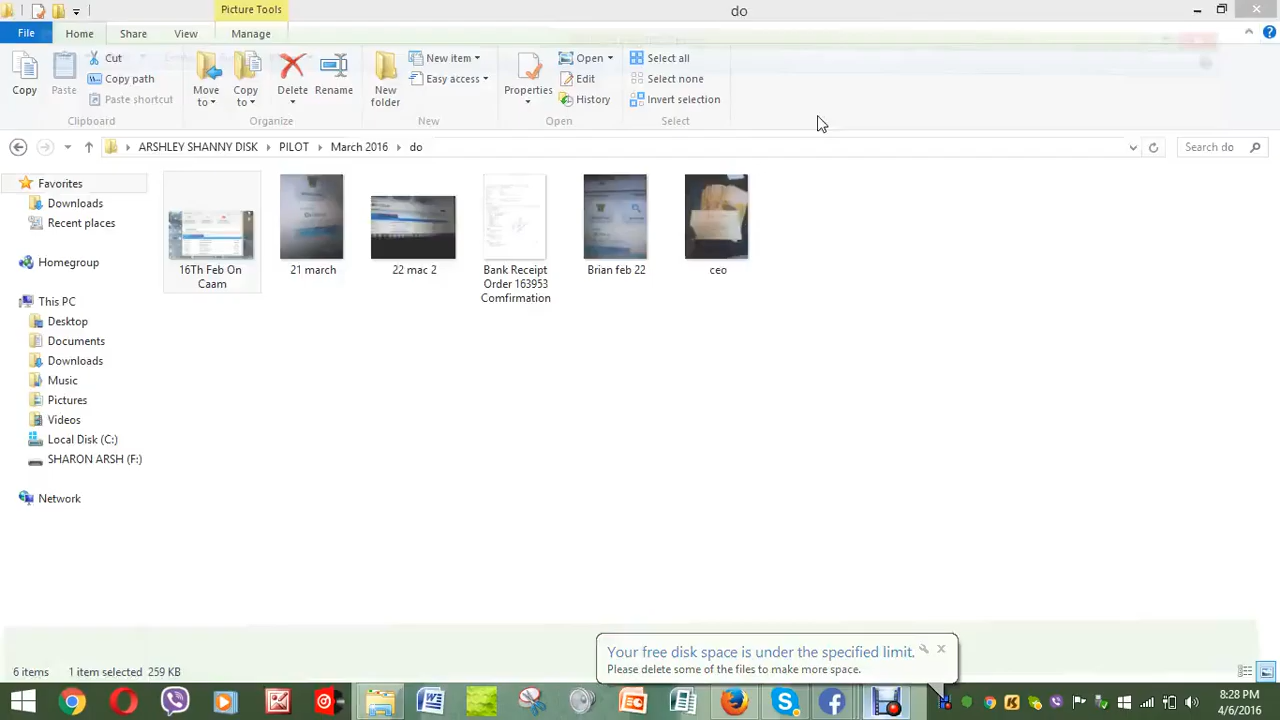 Picture Tools
do
File
Home
Share
View
Manage
Copy
Paste
Cut
Copy path
Paste shortcut
Clipboard
Move
to
Copy
to
Delete
Rename
Organize
New
folder
New item
Easy access
New
Properties
Open
Edit
History
Open
Select all
Select none
Invert selection
Select
ARSHLEY SHANNY DISK
PILOT
March 2016
do
Search do
Favorites
Downloads
Recent places
Homegroup
This PC
Desktop
Documents
Downloads
Music
Pictures
Videos
Local Disk (C:)
SHARON ARSH (F:)
Network
16Th Feb On
Caam
21 march
22 mac 2
Bank Receipt
Order 163953
Comfirmation
Brian feb 22
ceo
Your free disk space is under the specified limit.
Please delete some of the files to make more space.
6 items
1 item selected 259 KB
8:28 PM
4/6/2016